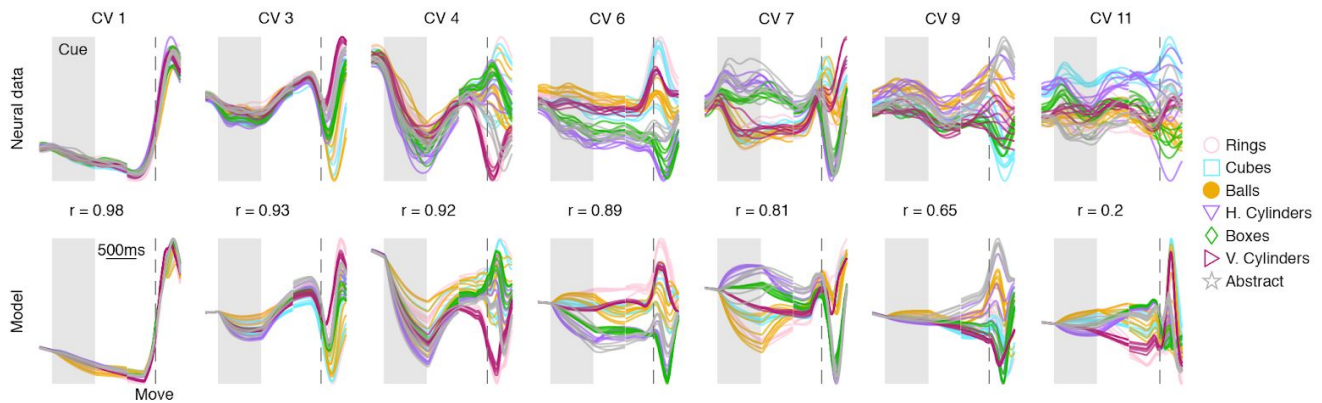 CV 1 CV 3 CV 4 CV 6 CV 7 CV 9 CV 11
Neural data
Cue
Rings
Cubes
Balls
H. Cylinders
Boxes
V. Cylinders
Abstract
r = 0.98 r = 0.93 r = 0.92 r = 0.89 r = 0.81 r = 0.65 r = 0.2
Model
500ms
Move